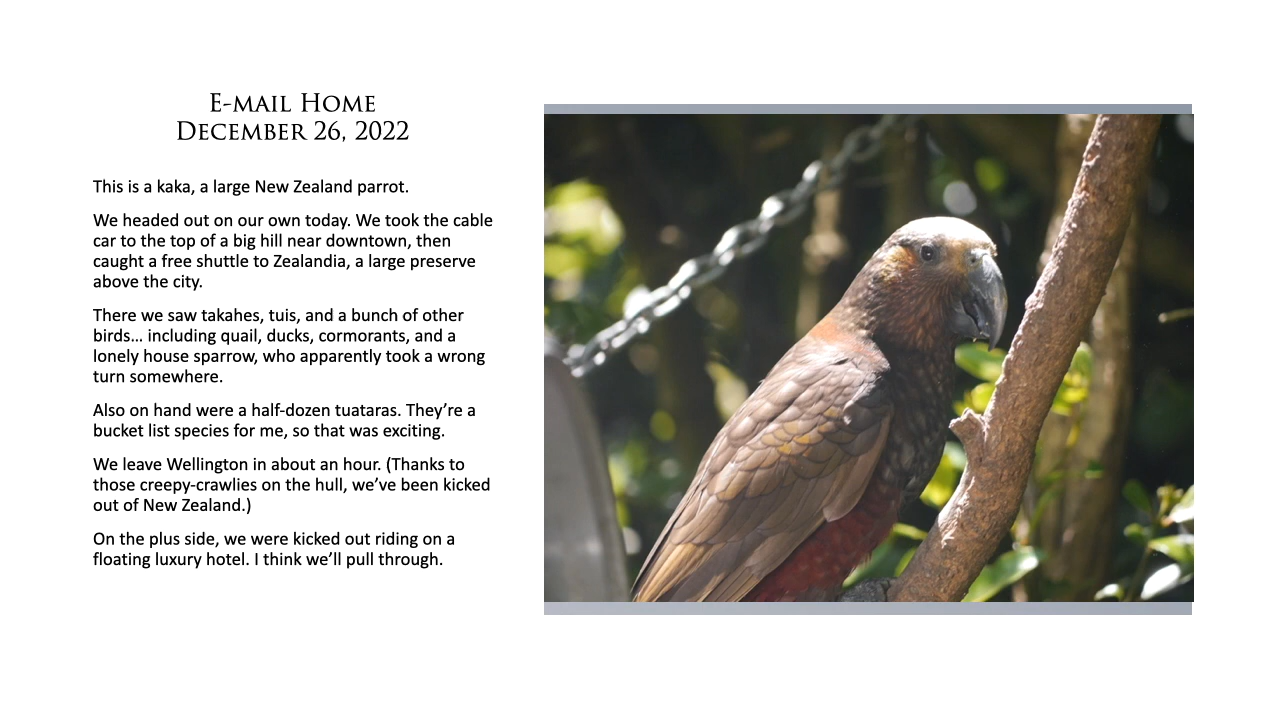 E-mail Home
December 26, 2022
This is a kaka, a large New Zealand parrot.
We headed out on our own today. We took the cable
car to the top of a big hill near downtown, then
caught a free shuttle to Zealandia, a large preserve
above the city.
There we saw takahes, tuis, and a bunch of other
birds... including quail, ducks, cormorants, and a
lonely house sparrow, who apparently took a wrong
turn somewhere.
Also on hand were a half-dozen tuataras. They’re a
bucket list species for me, so that was exciting.
We leave Wellington in about an hour. (Thanks to
those creepy-crawlies on the hull, we’ve been kicked
out of New Zealand.)
On the plus side, we were kicked out riding on a
floating luxury hotel. I think we’ll pull through.